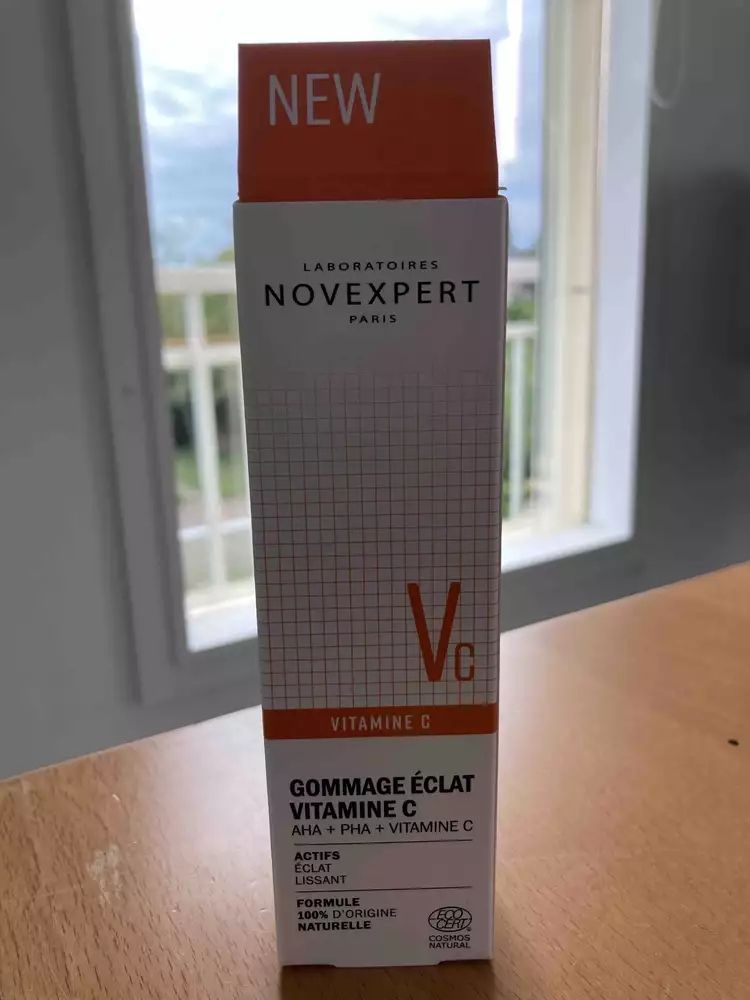 NEW
LABORATOIRES
NOVEXPERT
PARIS
Vc
VITAMINE C
GOMMAGE ÉCLAT
VITAMINE C
AHA + PHA + VITAMINE C
ACTIFS
ÉCLAT
LISSANT
FORMULE
100% D'ORIGINE
NATURELLE
ECO
CERT
COSMOS
NATURAL